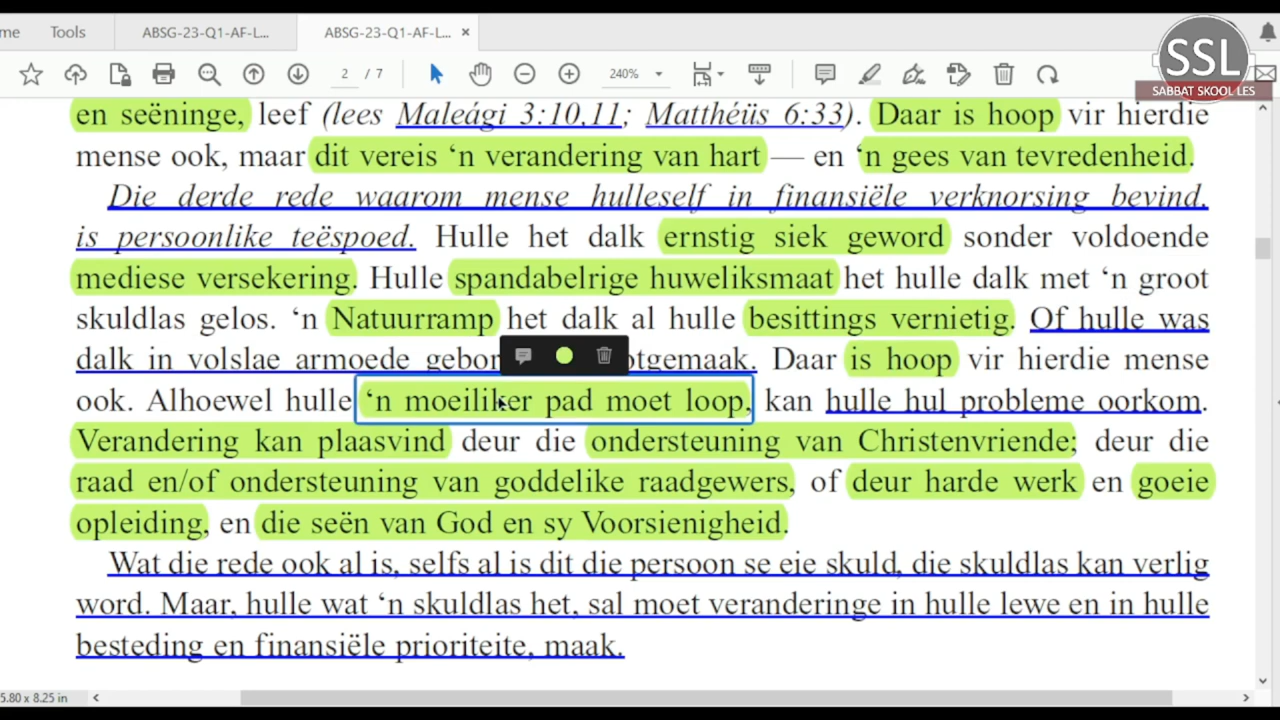 me Tools ABSG-23-Q1-AF-L... ABSG-23-Q1-AF-L... ×
SSL
SABBAT SKOOL LES
2 / 7 240%
en seëninge, leef (lees Maleági 3:10,11; Matthéüs 6:33). Daar is hoop vir hierdie
mense ook, maar dit vereis ‘n verandering van hart — en ‘n gees van tevredenheid.
Die derde rede waarom mense hulleself in finansiële verknorsing bevind,
is persoonlike teëspoed. Hulle het dalk ernstig siek geword sonder voldoende
mediese versekering. Hulle spandabelrige huweliksmaat het hulle dalk met ‘n groot
skuldlas gelos. ‘n Natuurramp het dalk al hulle besittings vernietig. Of hulle was
dalk in volslae armoede gebor otgemaak. Daar is hoop vir hierdie mense
ook. Alhoewel hulle ‘n moeiliker pad moet loop, kan hulle hul probleme oorkom.
Verandering kan plaasvind deur die ondersteuning van Christenvriende; deur die
raad en/of ondersteuning van goddelike raadgewers, of deur harde werk en goeie
opleiding, en die seën van God en sy Voorsienigheid.
Wat die rede ook al is, selfs al is dit die persoon se eie skuld, die skuldlas kan verlig
word. Maar, hulle wat ‘n skuldlas het, sal moet veranderinge in hulle lewe en in hulle
besteding en finansiële prioriteite, maak.
5.80 x 8.25 in